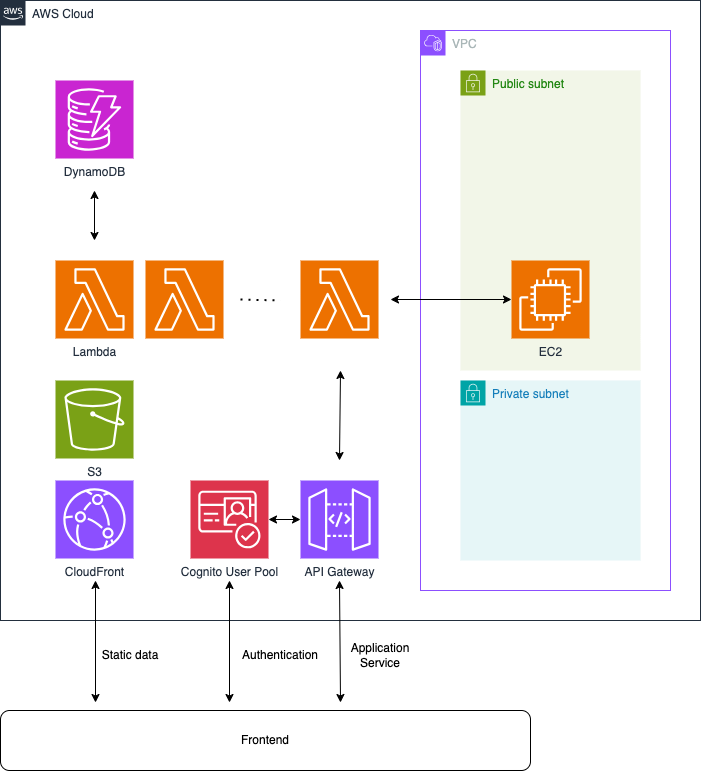 aws
AWS Cloud
VPC
Public subnet
DynamoDB
.....
Lambda
EC2
Private subnet
S3
</>
CloudFront
Cognito User Pool
API Gateway
Static data
Authentication
Application
Service
Frontend